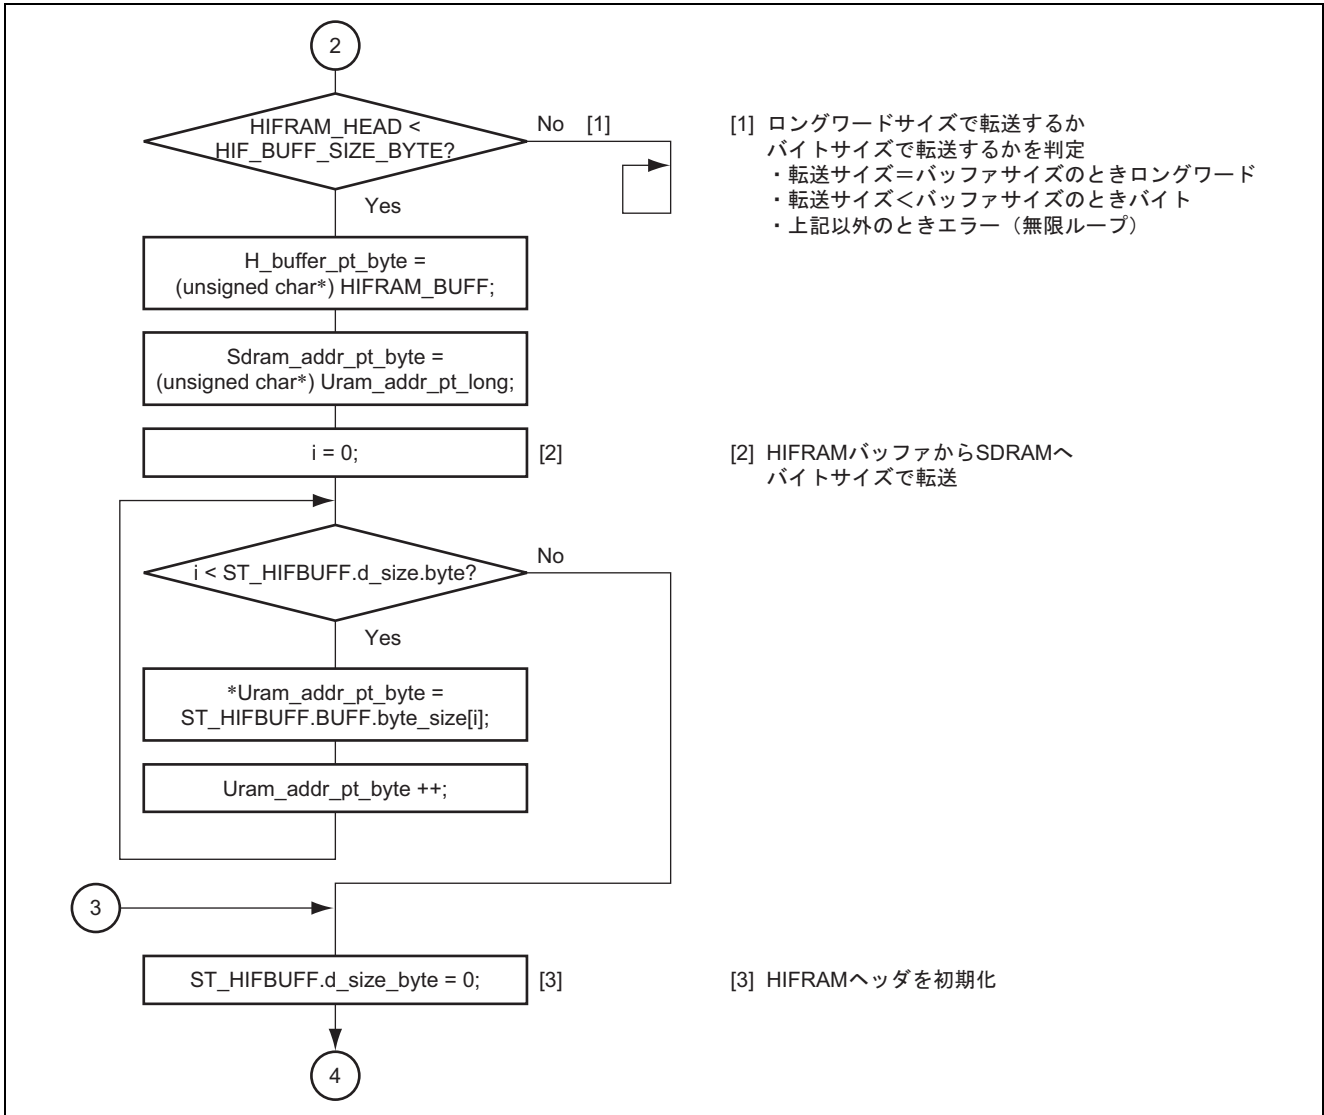 2
HIFRAM_HEAD <
HIF_BUFF_SIZE_BYTE?
No [1]
[1] ロングワードサイズで転送するか
バイトサイズで転送するかを判定
・転送サイズ＝バッファサイズのときロングワード
・転送サイズ＜バッファサイズのときバイト
・上記以外のときエラー（無限ループ）
Yes
H_buffer_pt_byte =
(unsigned char*) HIFRAM_BUFF;
Sdram_addr_pt_byte =
(unsigned char*) Uram_addr_pt_long;
i = 0;
[2]
[2] HIFRAMバッファからSDRAMへ
バイトサイズで転送
i < ST_HIFBUFF.d_size.byte?
No
Yes
*Uram_addr_pt_byte =
ST_HIFBUFF.BUFF.byte_size[i];
Uram_addr_pt_byte ++;
3
ST_HIFBUFF.d_size_byte = 0;
[3]
[3] HIFRAMヘッダを初期化
4